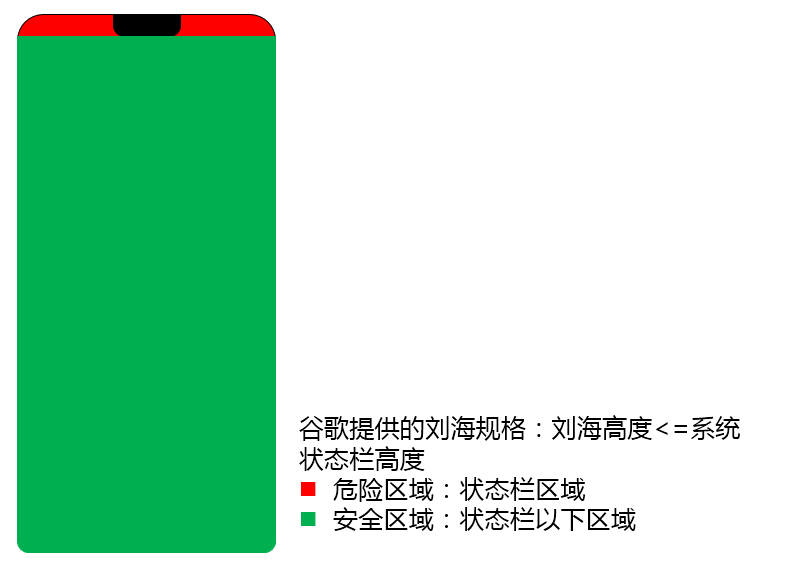 谷歌提供的刘海规格：刘海高度<=系统
状态栏高度
危险区域：状态栏区域
安全区域：状态栏以下区域